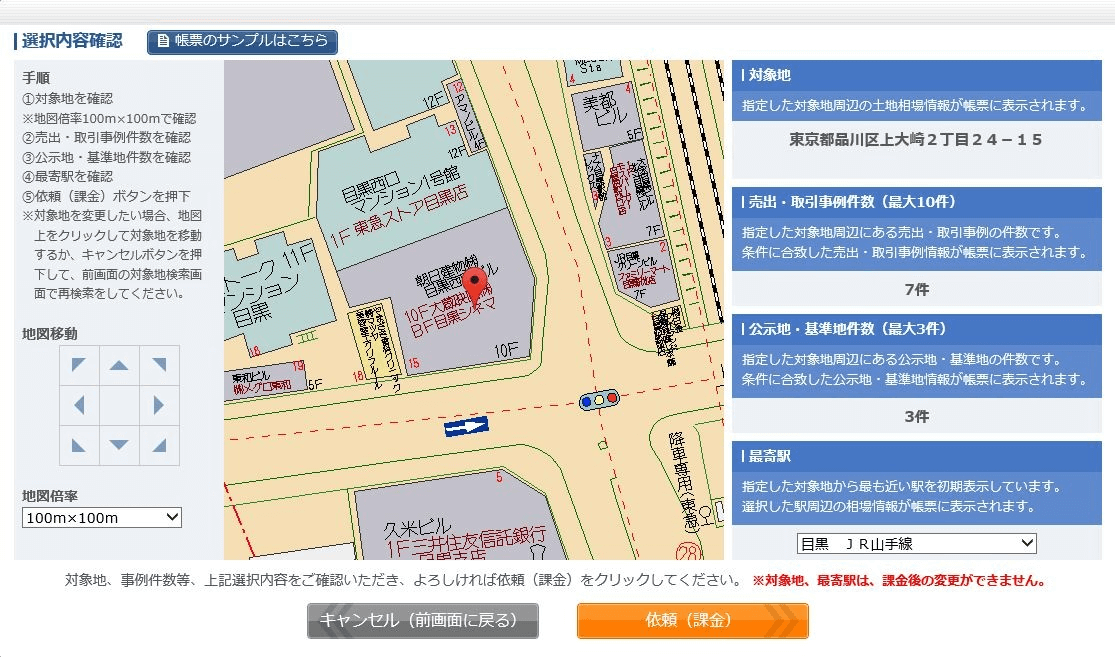 選択内容確認
帳票のサンプルはこちら
手順
①対象地を確認
※地図倍率100m×100mで確認
②売出・取引事例件数を確認
③公示地・基準地件数を確認
④最寄駅を確認
⑤依頼（課金）ボタンを押下
※対象地を変更したい場合、地図
上をクリックして対象地を移動
するか、キャンセルボタンを押
下して、前画面の対象地検索画
面で再検索をしてください。
地図移動
地図倍率
100m×100m
12F
アマノビル
12
4F
13
12F
目黒西口
マンション1号館
1F 東急ストア目黒店
11F
マンション
目黒
18
19
5F
18
15
10F
BF目黒シネマ
10F
4
美都
ビル
5F
4
7F
3
2
ファミリーマート
7F
5
久米ビル
1F三井住友信託銀行
降車専用(東急)
28
対象地
指定した対象地周辺の土地相場情報が帳票に表示されます。
東京都品川区上大崎２丁目２４－１５
売出・取引事例件数（最大10件）
指定した対象地周辺にある売出・取引事例の件数です。
条件に合致した売出・取引事例情報が帳票に表示されます。
7件
公示地・基準地件数（最大3件）
指定した対象地周辺にある公示地・基準地の件数です。
条件に合致した公示地・基準地情報が帳票に表示されます。
3件
最寄駅
指定した対象地から最も近い駅を初期表示しています。
選択した駅周辺の相場情報が帳票に表示されます。
目黒　ＪＲ山手線
対象地、事例件数等、上記選択内容をご確認いただき、よろしければ依頼（課金）をクリックしてください。 ※対象地、最寄駅は、課金後の変更ができません。
キャンセル（前画面に戻る）
依頼（課金）